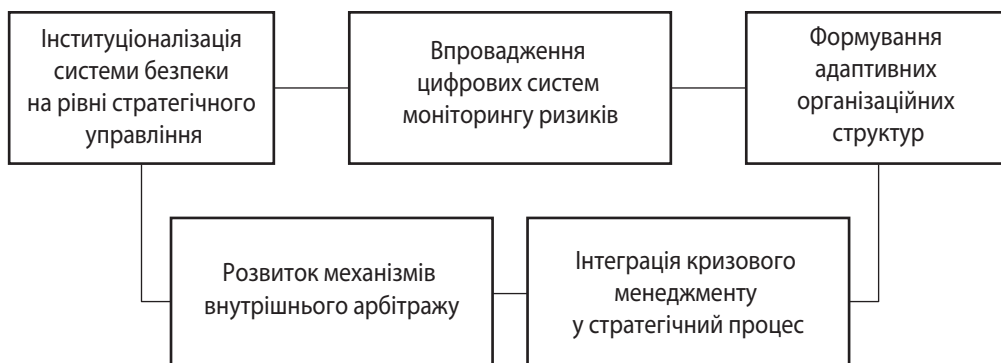 Інституціоналізація
системи безпеки
на рівні стратегічного
управління
Впровадження
цифрових систем
моніторингу ризиків
Формування
адаптивних
організаційних
структур
Розвиток механізмів
внутрішнього арбітражу
Інтеграція кризового
менеджменту
у стратегічний процес